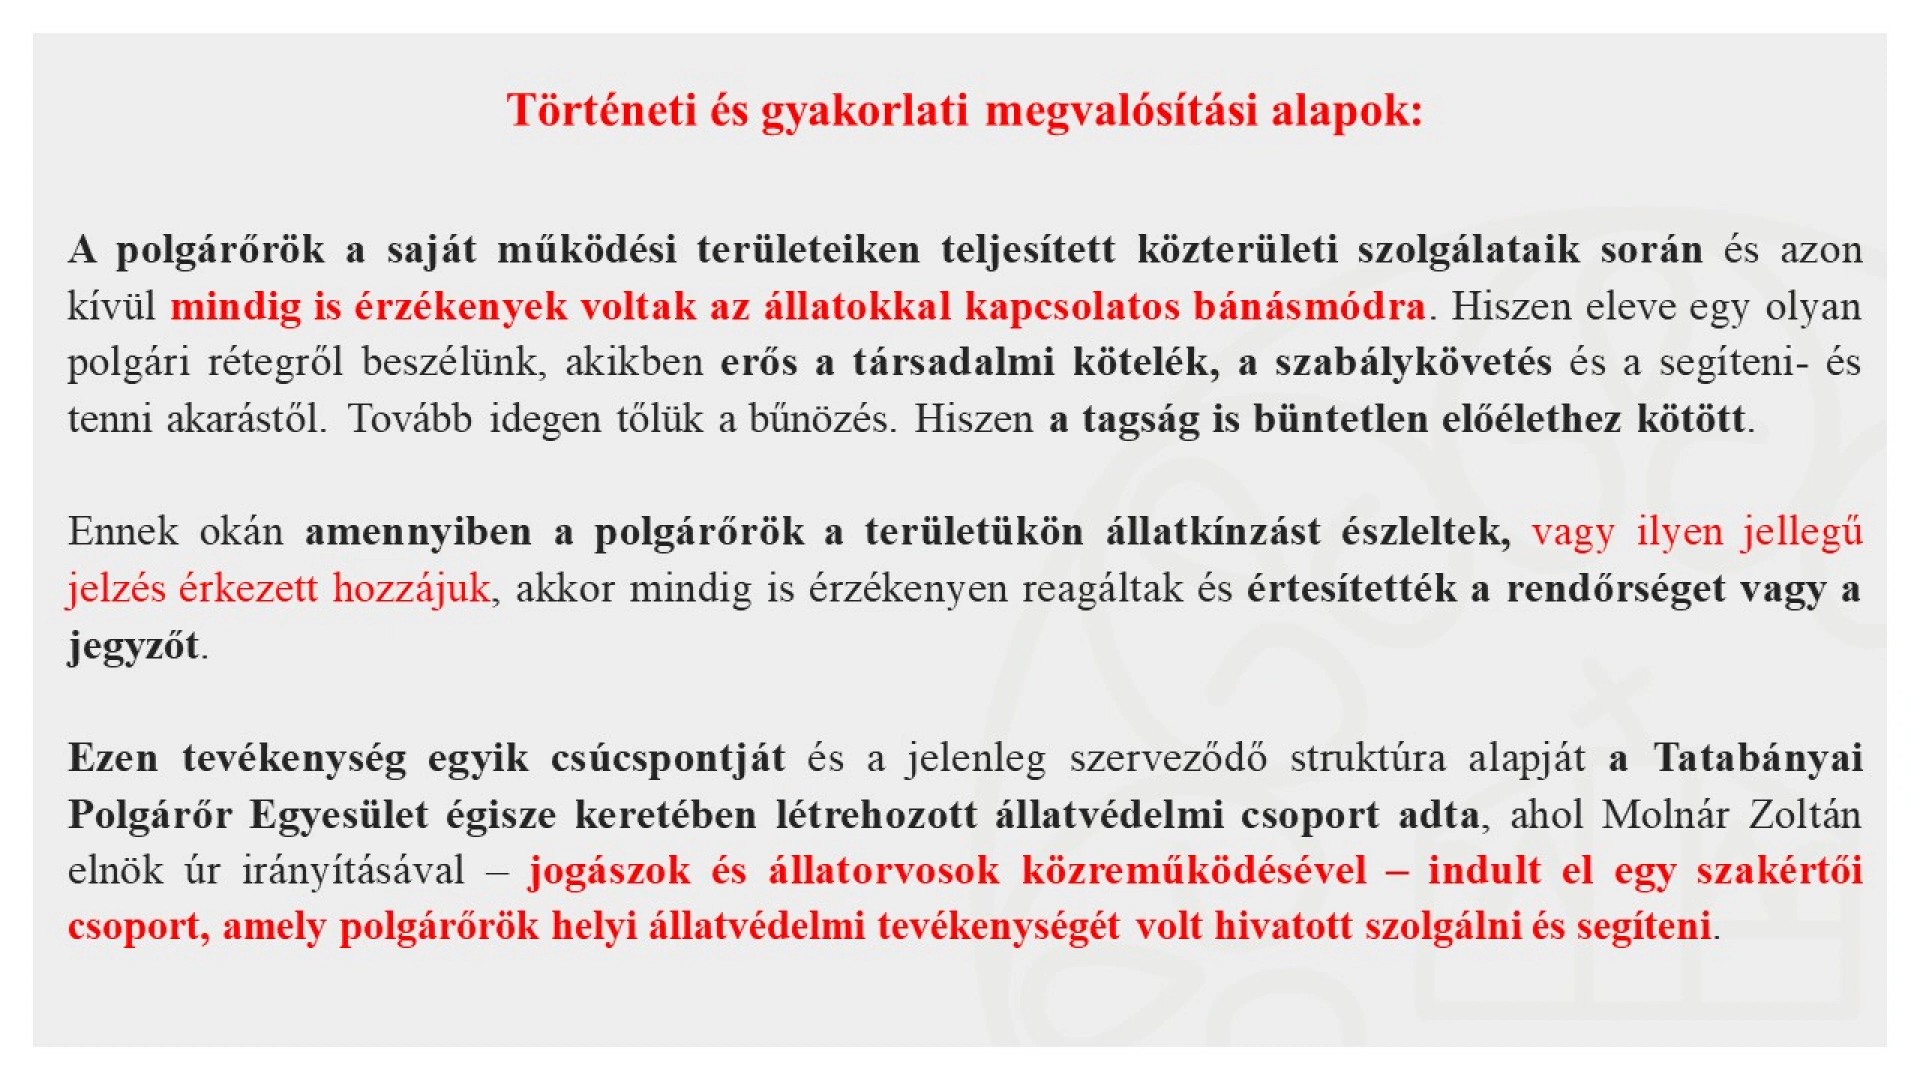 Történeti és gyakorlati megvalósítási alapok:
A polgárőrök a saját működési területeiken teljesített közterületi szolgálataik során és azon
kívül mindig is érzékenyek voltak az állatokkal kapcsolatos bánásmódra. Hiszen eleve egy olyan
polgári rétegről beszélünk, akikben erős a társadalmi kötelék, a szabálykövetés és a segíteni- és
tenni akarástől. Tovább idegen tőlük a bűnözés. Hiszen a tagság is büntetlen előélethez kötött.
Ennek okán amennyiben a polgárőrök a területükön állatkínzást észleltek, vagy ilyen jellegű
jelzés érkezett hozzájuk, akkor mindig is érzékenyen reagáltak és értesítették a rendőrséget vagy a
jegyzőt.
Ezen tevékenység egyik csúcspontját és a jelenleg szerveződő struktúra alapját a Tatabányai
Polgárőr Egyesület égisze keretében létrehozott állatvédelmi csoport adta, ahol Molnár Zoltán
elnök úr irányításával – jogászok és állatorvosok közreműködésével – indult el egy szakértői
csoport, amely polgárőrök helyi állatvédelmi tevékenységét volt hivatott szolgálni és segíteni.